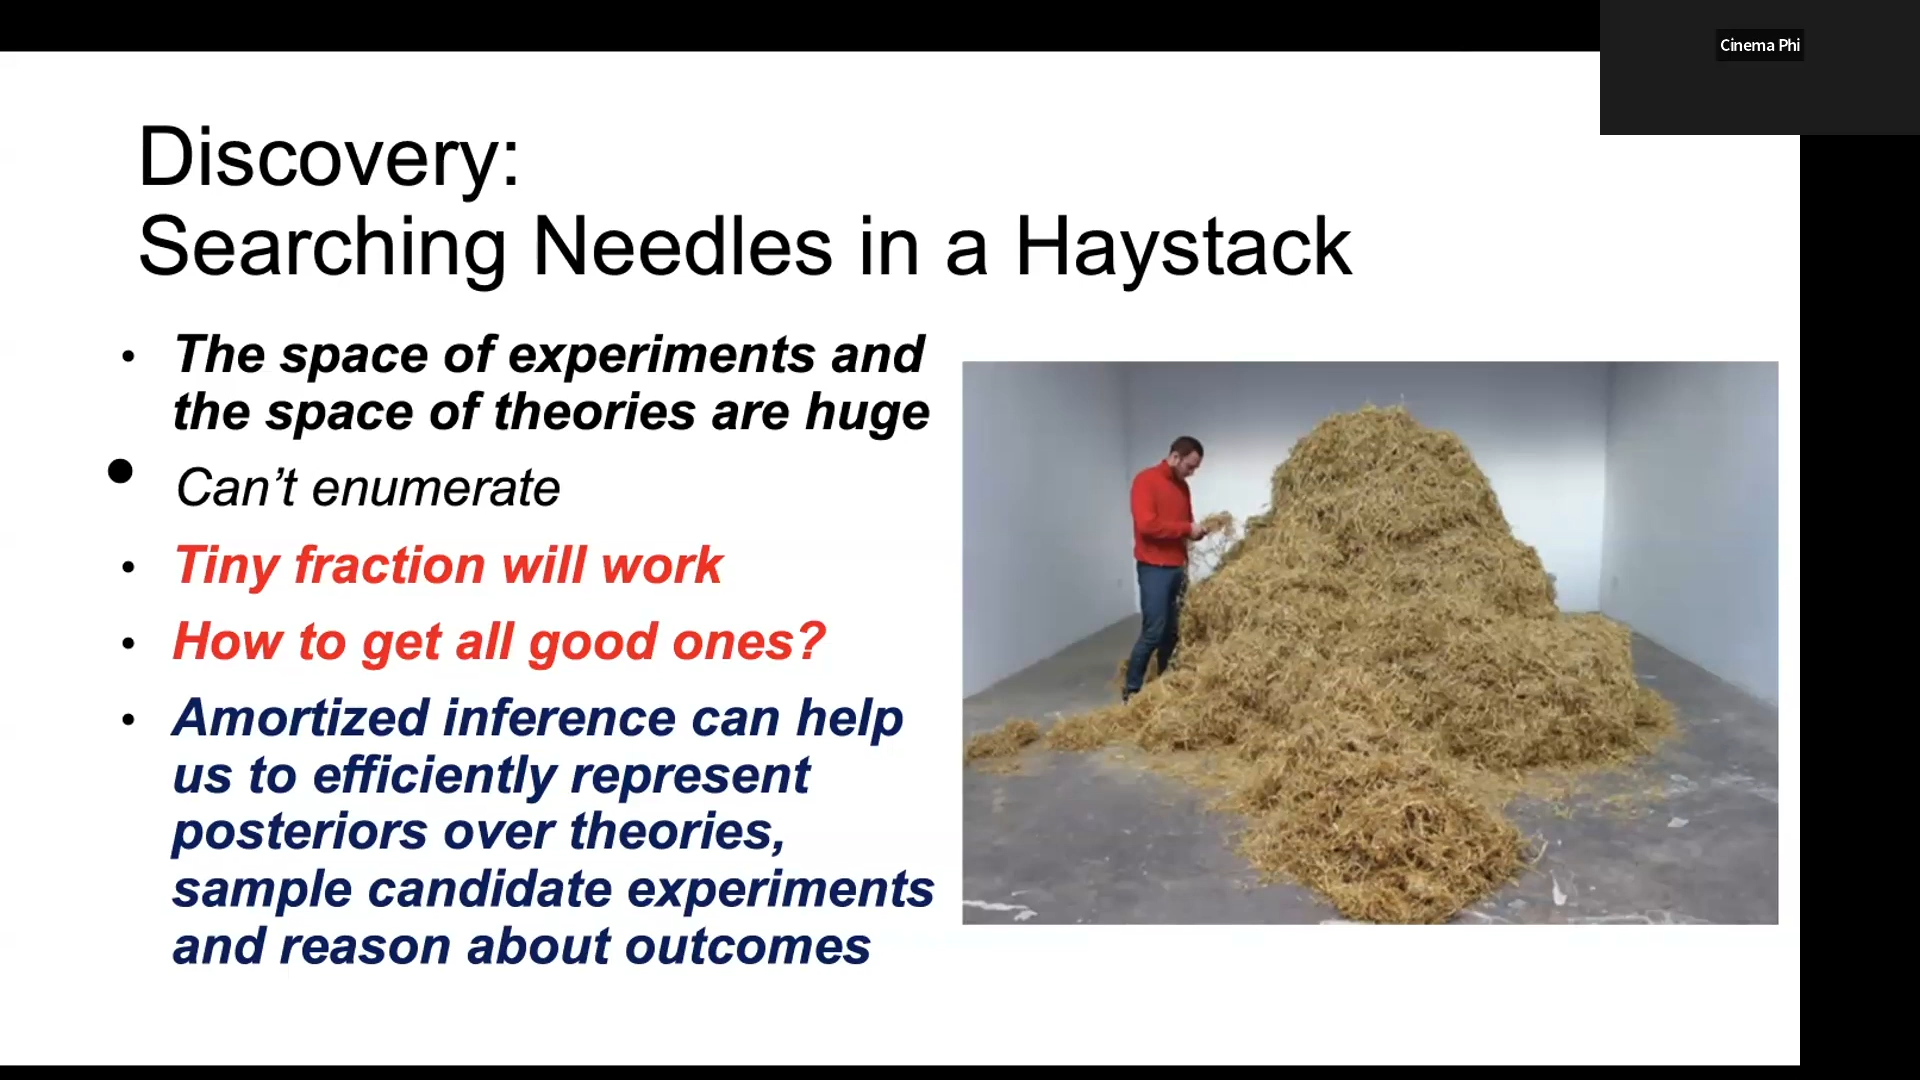 Cinema Phi
Discovery:
Searching Needles in a Haystack
• The space of experiments and
the space of theories are huge
• Can’t enumerate
• Tiny fraction will work
• How to get all good ones?
• Amortized inference can help
us to efficiently represent
posteriors over theories,
sample candidate experiments
and reason about outcomes